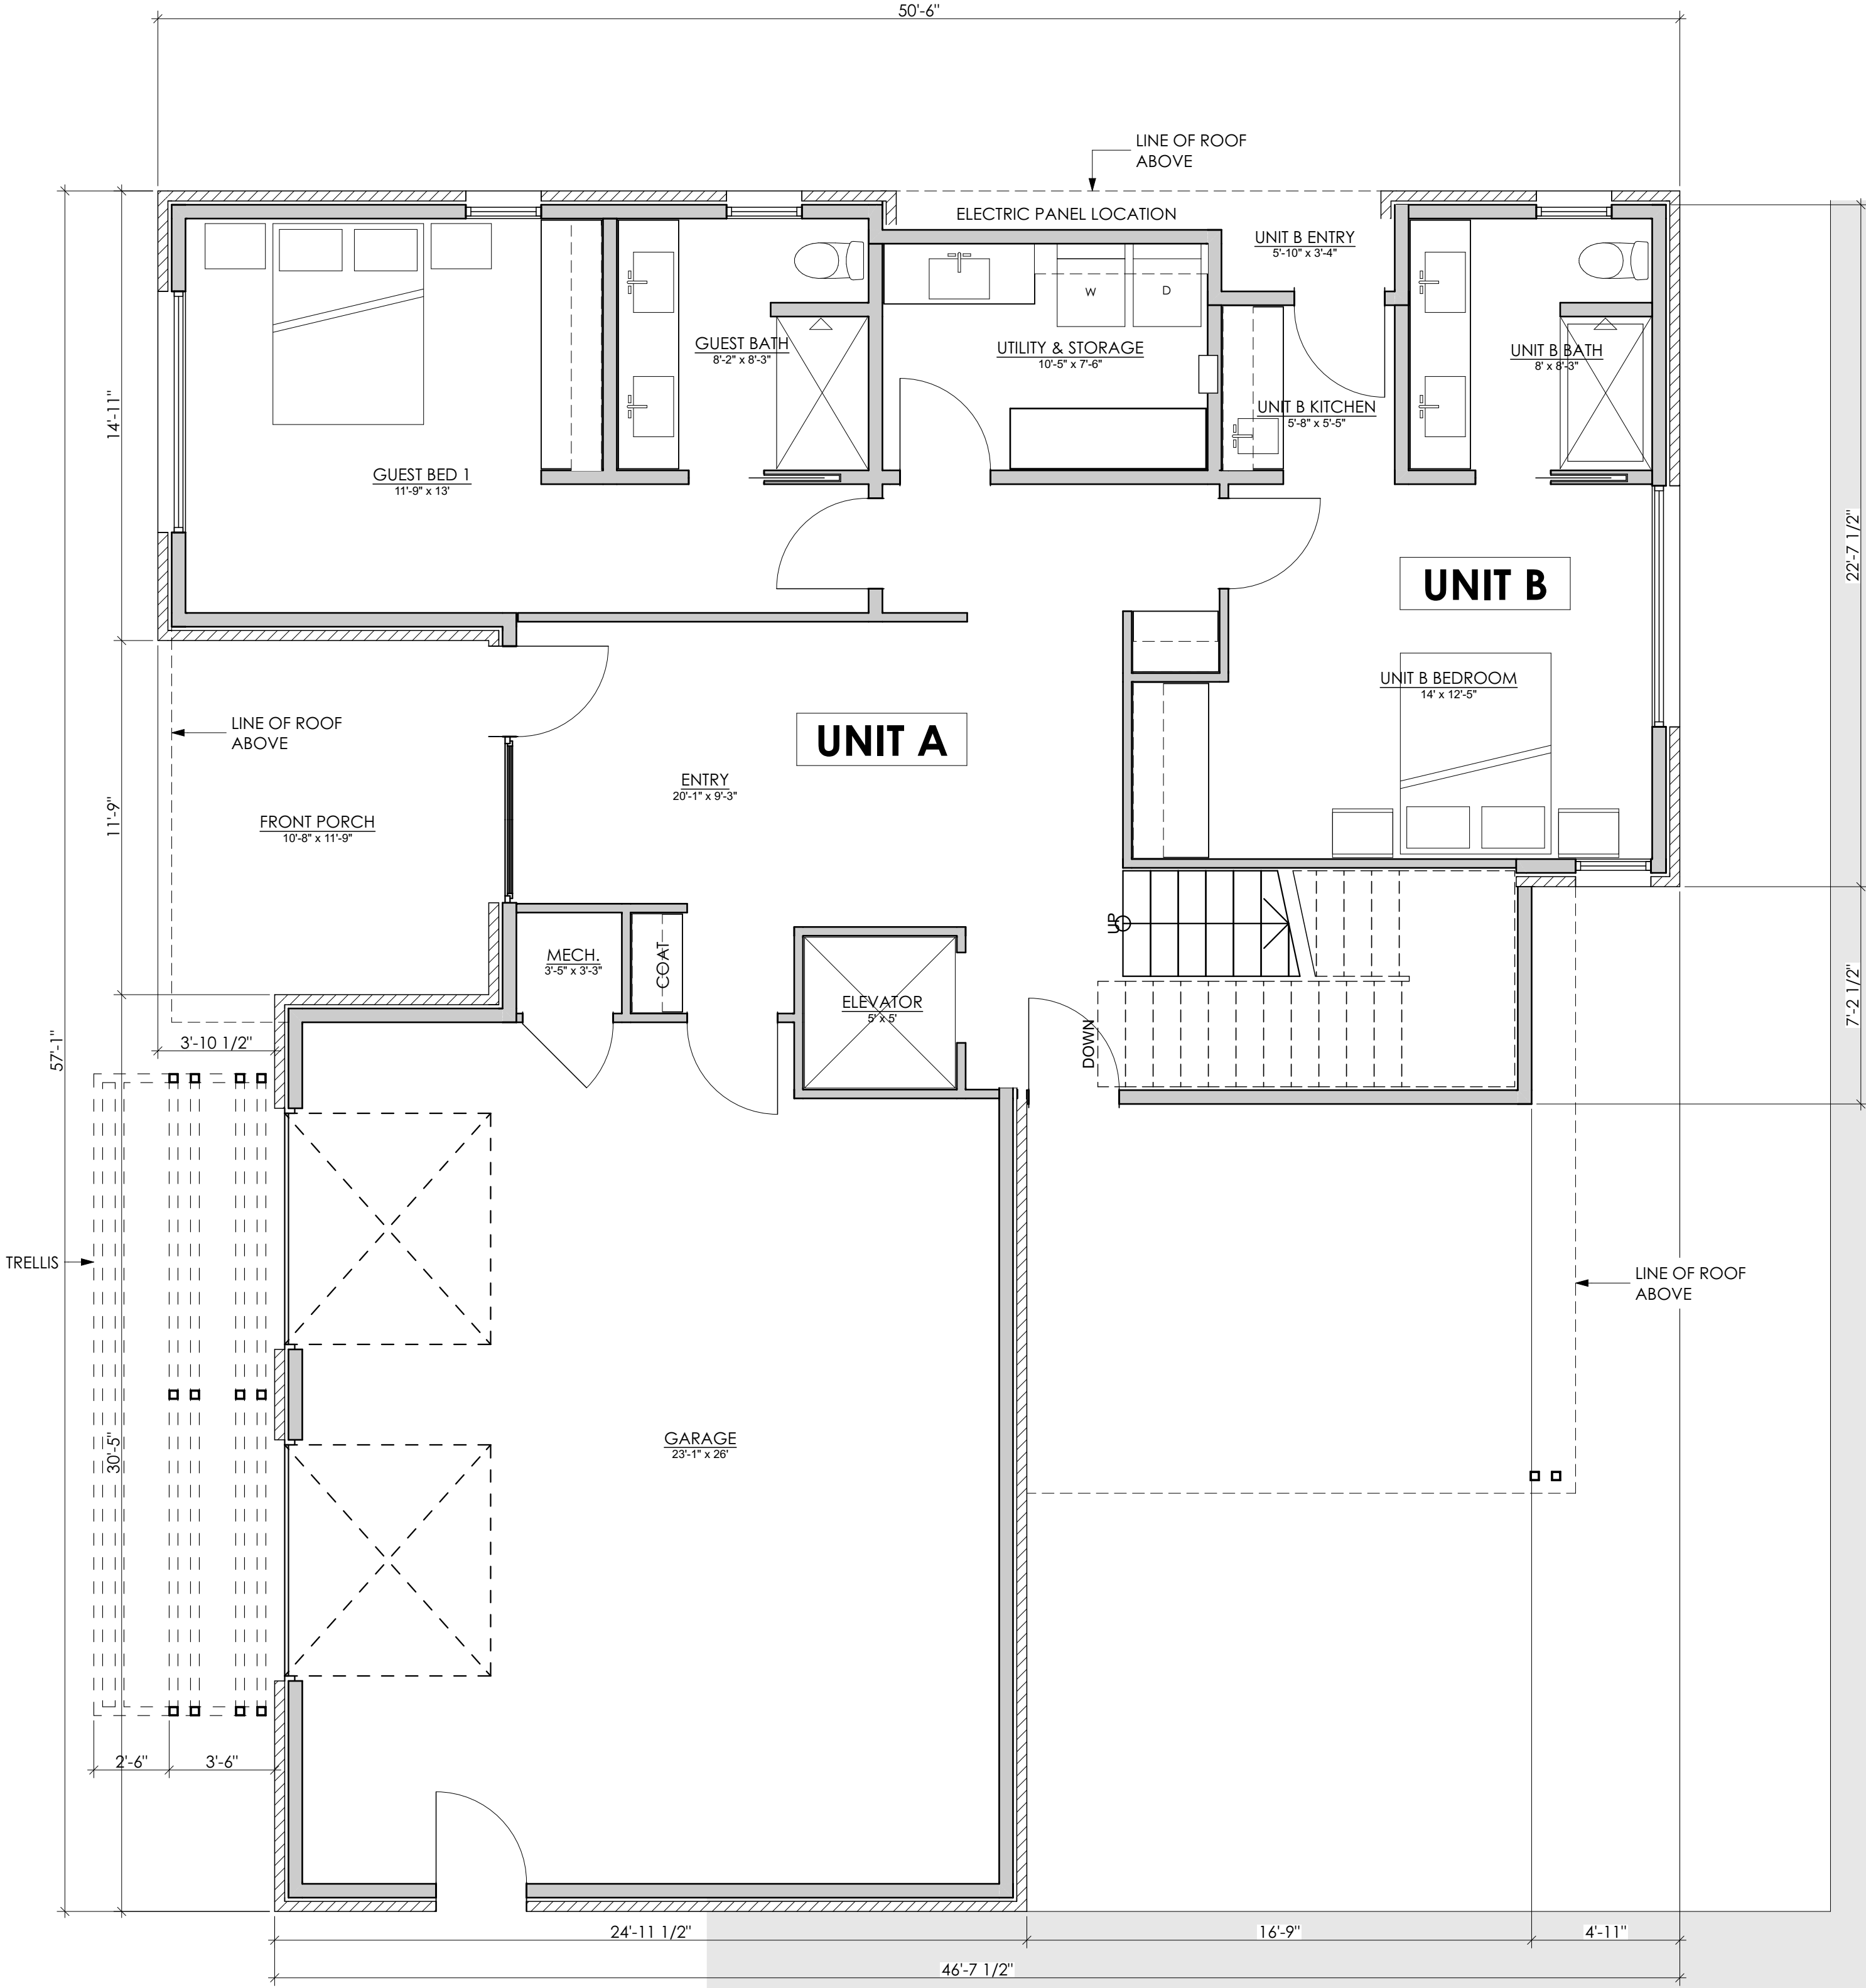 50'-6"
LINE OF ROOF
ABOVE
ELECTRIC PANEL LOCATION
UNIT B ENTRY
5'-10" x 3'-4"
W
D
GUEST BATH
8'-2" x 8'-3"
UTILITY & STORAGE
10'-5" x 7'-6"
UNIT B BATH
8' x 8'-3"
UNIT B KITCHEN
5'-8" x 5'-5"
14'-11"
GUEST BED 1
11'-9" x 13'
22'-7 1/2"
UNIT B
UNIT B BEDROOM
14' x 12'-5"
LINE OF ROOF
ABOVE
UNIT A
ENTRY
20'-1" x 9'-3"
11'-9"
FRONT PORCH
10'-8" x 11'-9"
UP
MECH.
3'-5" x 3'-3"
COAT
ELEVATOR
5' x 5'
7'-2 1/2"
57'-1"
3'-10 1/2"
DOWN
TRELLIS
LINE OF ROOF
ABOVE
30'-5"
GARAGE
23'-1" x 26'
2'-6"
3'-6"
24'-11 1/2"
16'-9"
4'-11"
46'-7 1/2"